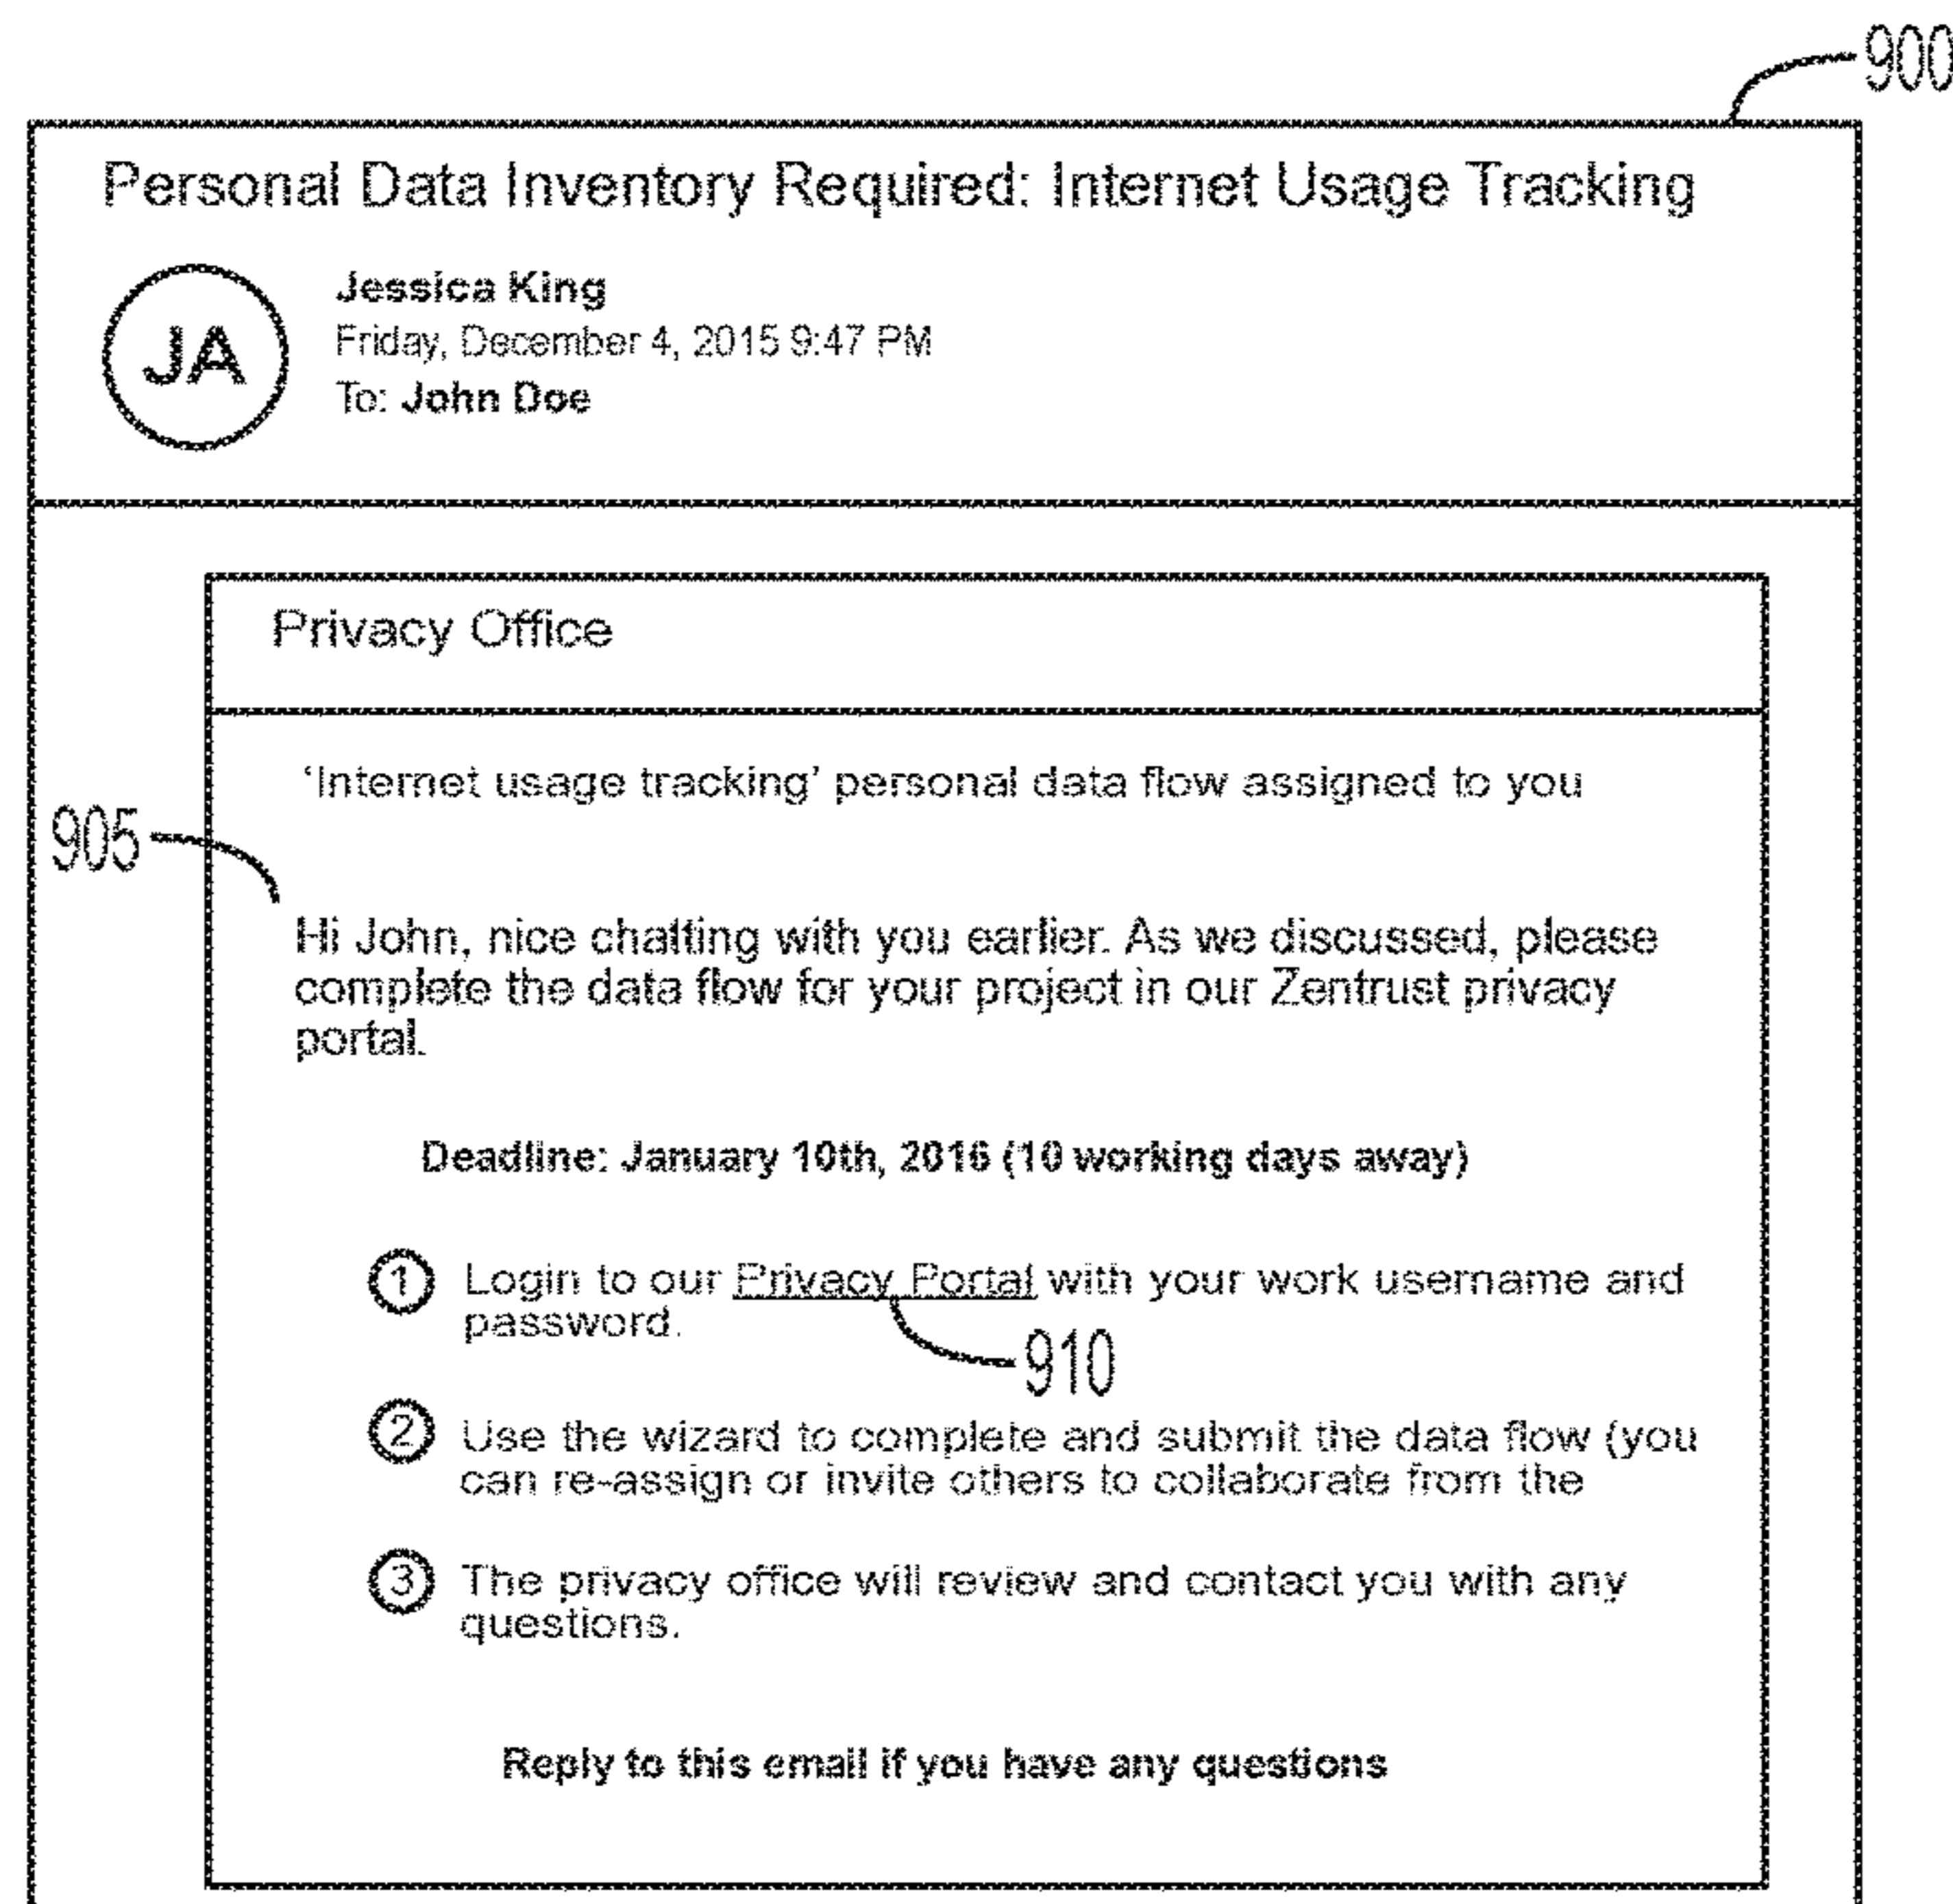 900
Personal Data Inventory Required: Internet Usage Tracking
JA
Jessica King
Friday, December 4, 2015 9:47 PM
To: John Doe
Privacy Office
‘Internet usage tracking’ personal data flow assigned to you
905
Hi John, nice chatting with you earlier. As we discussed, please
complete the data flow for your project in our Zentrust privacy
portal.
Deadline: January 10th, 2016 (10 working days away)
1 Login to our Privacy Portal with your work username and
password.
910
2 Use the wizard to complete and submit the data flow (you
can re-assign or invite others to collaborate from the
3 The privacy office will review and contact you with any
questions.
Reply to this email if you have any questions